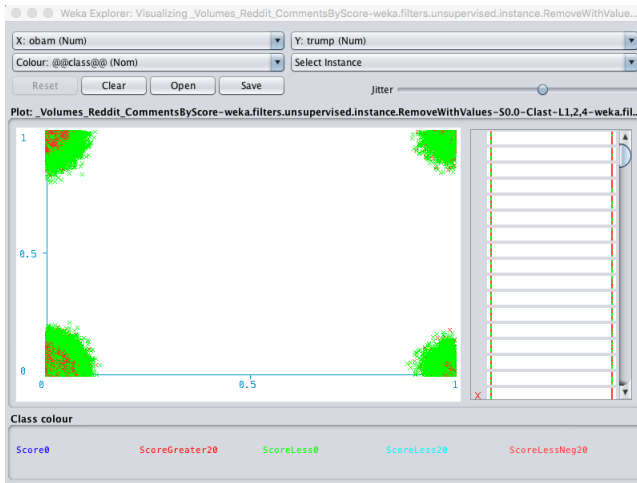 Weka Explorer: Visualizing _Volumes_Reddit_CommentsByScore-weka.filters.unsupervised.instance.RemoveWithValue...
X: obam (Num) Y: trump (Num)
Colour: @@class@@ (Nom) Select Instance
Reset Clear Open Save Jitter
Plot: _Volumes_Reddit_CommentsByScore-weka.filters.unsupervised.instance.RemoveWithValues-S0.0-Clast-L1,2,4-weka.fil...
1
0.5
0
0 0.5 1
X
Class colour
Score0 ScoreGreater20 ScoreLess0 ScoreLess20 ScoreLessNeg20